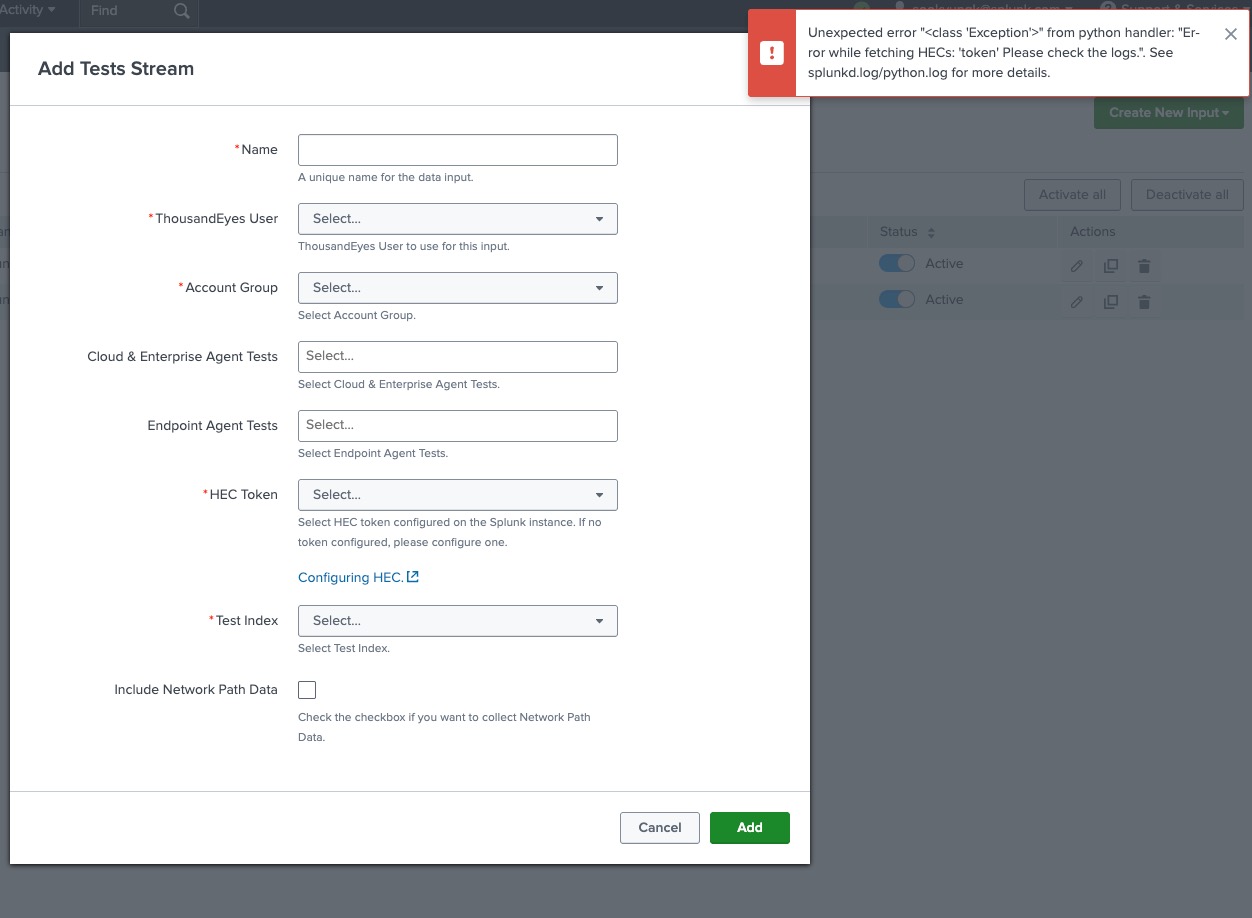 Activity
Find
Support & Services
Unexpected error "<class 'Exception'>" from python handler: "Er-
ror while fetching HECs: 'token' Please check the logs.". See
splunkd.log/python.log for more details.
Add Tests Stream
Create New Input
Activate all
Deactivate all
Status
Actions
Active
Active
*Name
A unique name for the data input.
*ThousandEyes User
Select...
ThousandEyes User to use for this input.
*Account Group
Select...
Select Account Group.
Cloud & Enterprise Agent Tests
Select...
Select Cloud & Enterprise Agent Tests.
Endpoint Agent Tests
Select...
Select Endpoint Agent Tests.
*HEC Token
Select...
Select HEC token configured on the Splunk instance. If no
token configured, please configure one.
Configuring HEC.
*Test Index
Select...
Select Test Index.
Include Network Path Data
Check the checkbox if you want to collect Network Path
Data.
Cancel
Add